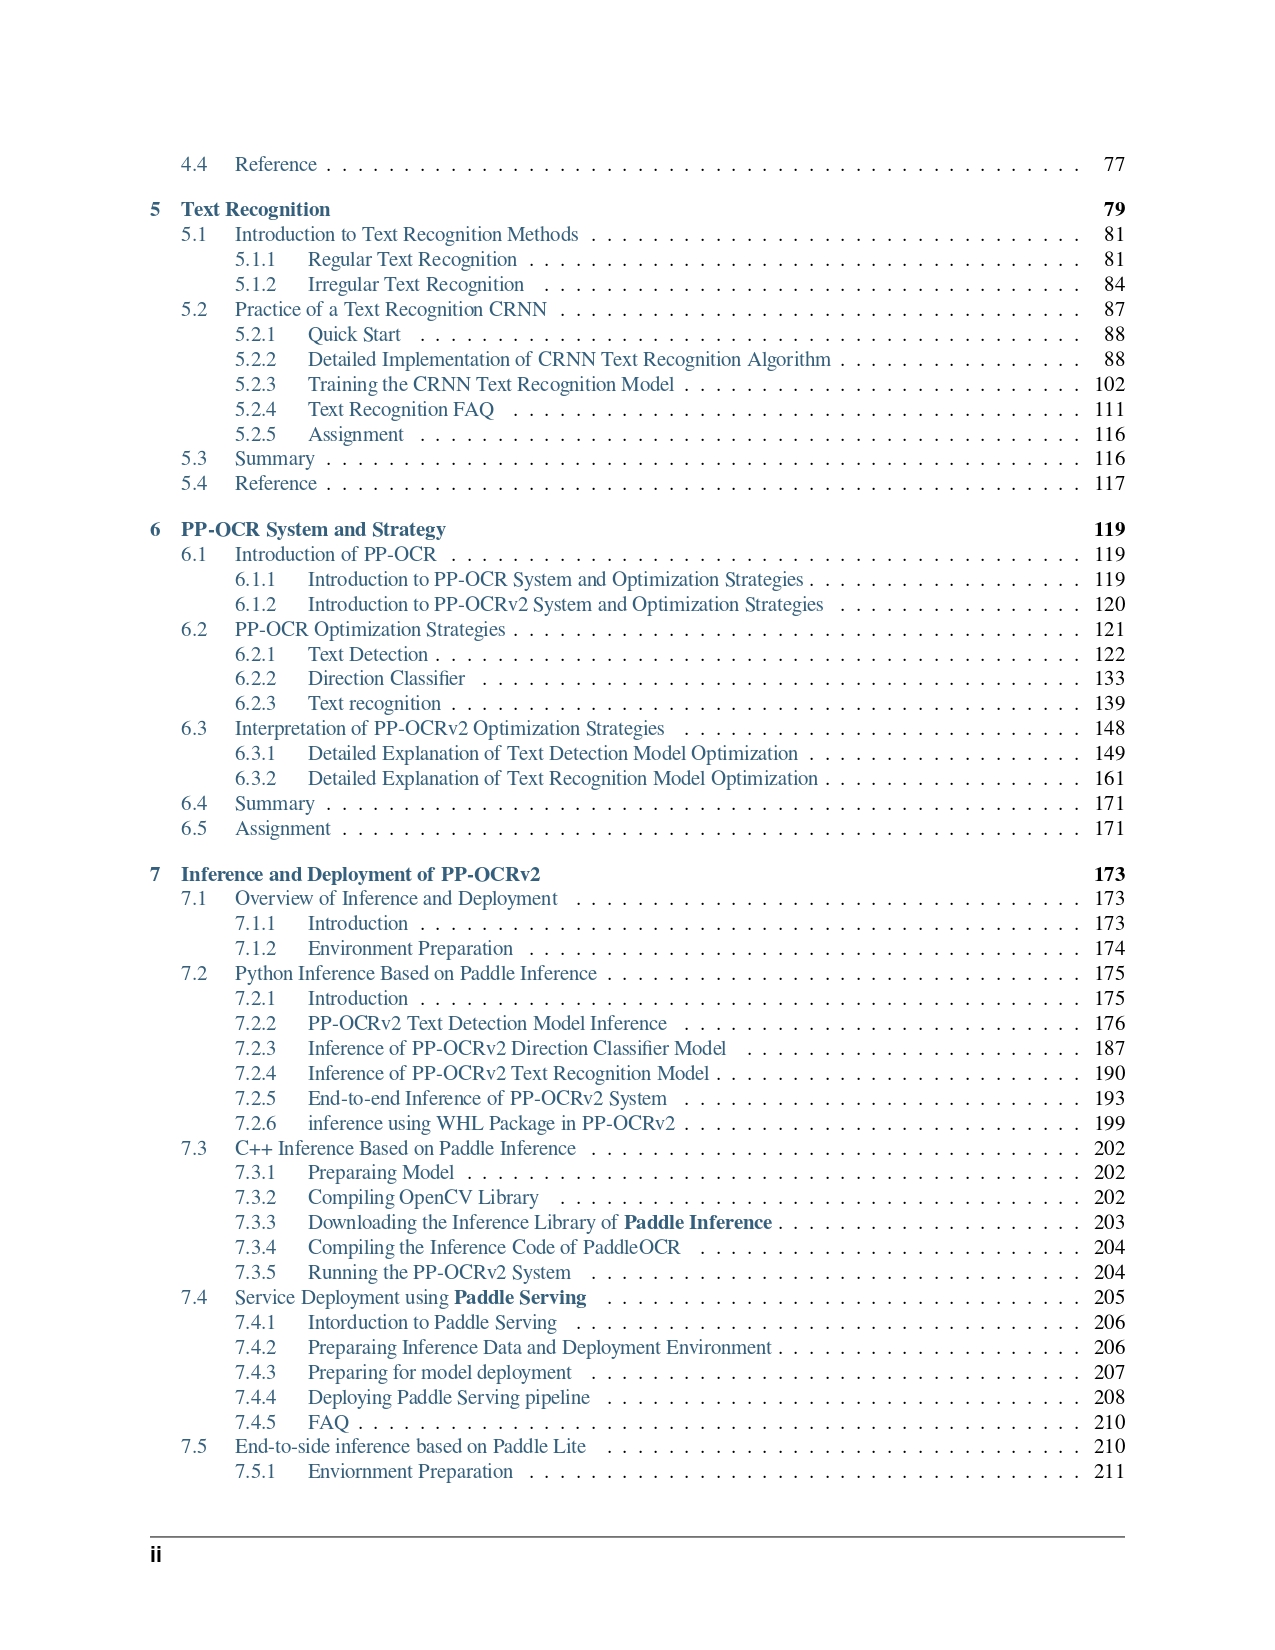 4.4 Reference . . . . . . . . . . . . . . . . . . . . . . . . . . . . . . . . . . . . . . . . . . . . . . . . . 77
5 Text Recognition 79
5.1 Introduction to Text Recognition Methods . . . . . . . . . . . . . . . . . . . . . . . . . . . . . . . . 81
5.1.1 Regular Text Recognition . . . . . . . . . . . . . . . . . . . . . . . . . . . . . . . . . . . . 81
5.1.2 Irregular Text Recognition . . . . . . . . . . . . . . . . . . . . . . . . . . . . . . . . . . . 84
5.2 Practice of a Text Recognition CRNN . . . . . . . . . . . . . . . . . . . . . . . . . . . . . . . . . . 87
5.2.1 Quick Start . . . . . . . . . . . . . . . . . . . . . . . . . . . . . . . . . . . . . . . . . . . 88
5.2.2 Detailed Implementation of CRNN Text Recognition Algorithm . . . . . . . . . . . . . . . . 88
5.2.3 Training the CRNN Text Recognition Model . . . . . . . . . . . . . . . . . . . . . . . . . . 102
5.2.4 Text Recognition FAQ . . . . . . . . . . . . . . . . . . . . . . . . . . . . . . . . . . . . . 111
5.2.5 Assignment . . . . . . . . . . . . . . . . . . . . . . . . . . . . . . . . . . . . . . . . . . . 116
5.3 Summary . . . . . . . . . . . . . . . . . . . . . . . . . . . . . . . . . . . . . . . . . . . . . . . . . 116
5.4 Reference . . . . . . . . . . . . . . . . . . . . . . . . . . . . . . . . . . . . . . . . . . . . . . . . . 117
6 PP-OCR System and Strategy 119
6.1 Introduction of PP-OCR . . . . . . . . . . . . . . . . . . . . . . . . . . . . . . . . . . . . . . . . . 119
6.1.1 Introduction to PP-OCR System and Optimization Strategies . . . . . . . . . . . . . . . . . . 119
6.1.2 Introduction to PP-OCRv2 System and Optimization Strategies . . . . . . . . . . . . . . . . 120
6.2 PP-OCR Optimization Strategies . . . . . . . . . . . . . . . . . . . . . . . . . . . . . . . . . . . . . 121
6.2.1 Text Detection . . . . . . . . . . . . . . . . . . . . . . . . . . . . . . . . . . . . . . . . . . 122
6.2.2 Direction Classifier . . . . . . . . . . . . . . . . . . . . . . . . . . . . . . . . . . . . . . . 133
6.2.3 Text recognition . . . . . . . . . . . . . . . . . . . . . . . . . . . . . . . . . . . . . . . . . 139
6.3 Interpretation of PP-OCRv2 Optimization Strategies . . . . . . . . . . . . . . . . . . . . . . . . . . 148
6.3.1 Detailed Explanation of Text Detection Model Optimization . . . . . . . . . . . . . . . . . . 149
6.3.2 Detailed Explanation of Text Recognition Model Optimization . . . . . . . . . . . . . . . . . 161
6.4 Summary . . . . . . . . . . . . . . . . . . . . . . . . . . . . . . . . . . . . . . . . . . . . . . . . . 171
6.5 Assignment . . . . . . . . . . . . . . . . . . . . . . . . . . . . . . . . . . . . . . . . . . . . . . . . 171
7 Inference and Deployment of PP-OCRv2 173
7.1 Overview of Inference and Deployment . . . . . . . . . . . . . . . . . . . . . . . . . . . . . . . . . 173
7.1.1 Introduction . . . . . . . . . . . . . . . . . . . . . . . . . . . . . . . . . . . . . . . . . . . 173
7.1.2 Environment Preparation . . . . . . . . . . . . . . . . . . . . . . . . . . . . . . . . . . . . 174
7.2 Python Inference Based on Paddle Inference . . . . . . . . . . . . . . . . . . . . . . . . . . . . . . . 175
7.2.1 Introduction . . . . . . . . . . . . . . . . . . . . . . . . . . . . . . . . . . . . . . . . . . . 175
7.2.2 PP-OCRv2 Text Detection Model Inference . . . . . . . . . . . . . . . . . . . . . . . . . . 176
7.2.3 Inference of PP-OCRv2 Direction Classifier Model . . . . . . . . . . . . . . . . . . . . . . 187
7.2.4 Inference of PP-OCRv2 Text Recognition Model . . . . . . . . . . . . . . . . . . . . . . . . 190
7.2.5 End-to-end Inference of PP-OCRv2 System . . . . . . . . . . . . . . . . . . . . . . . . . . 193
7.2.6 inference using WHL Package in PP-OCRv2 . . . . . . . . . . . . . . . . . . . . . . . . . . 199
7.3 C++ Inference Based on Paddle Inference . . . . . . . . . . . . . . . . . . . . . . . . . . . . . . . . 202
7.3.1 Preparaing Model . . . . . . . . . . . . . . . . . . . . . . . . . . . . . . . . . . . . . . . . 202
7.3.2 Compiling OpenCV Library . . . . . . . . . . . . . . . . . . . . . . . . . . . . . . . . . . 202
7.3.3 Downloading the Inference Library of Paddle Inference . . . . . . . . . . . . . . . . . . . . 203
7.3.4 Compiling the Inference Code of PaddleOCR . . . . . . . . . . . . . . . . . . . . . . . . . 204
7.3.5 Running the PP-OCRv2 System . . . . . . . . . . . . . . . . . . . . . . . . . . . . . . . . 204
7.4 Service Deployment using Paddle Serving . . . . . . . . . . . . . . . . . . . . . . . . . . . . . . . 205
7.4.1 Intorduction to Paddle Serving . . . . . . . . . . . . . . . . . . . . . . . . . . . . . . . . . 206
7.4.2 Preparaing Inference Data and Deployment Environment . . . . . . . . . . . . . . . . . . . . 206
7.4.3 Preparing for model deployment . . . . . . . . . . . . . . . . . . . . . . . . . . . . . . . . 207
7.4.4 Deploying Paddle Serving pipeline . . . . . . . . . . . . . . . . . . . . . . . . . . . . . . . 208
7.4.5 FAQ . . . . . . . . . . . . . . . . . . . . . . . . . . . . . . . . . . . . . . . . . . . . . . . 210
7.5 End-to-side inference based on Paddle Lite . . . . . . . . . . . . . . . . . . . . . . . . . . . . . . . 210
7.5.1 Enviornment Preparation . . . . . . . . . . . . . . . . . . . . . . . . . . . . . . . . . . . . 211
ii